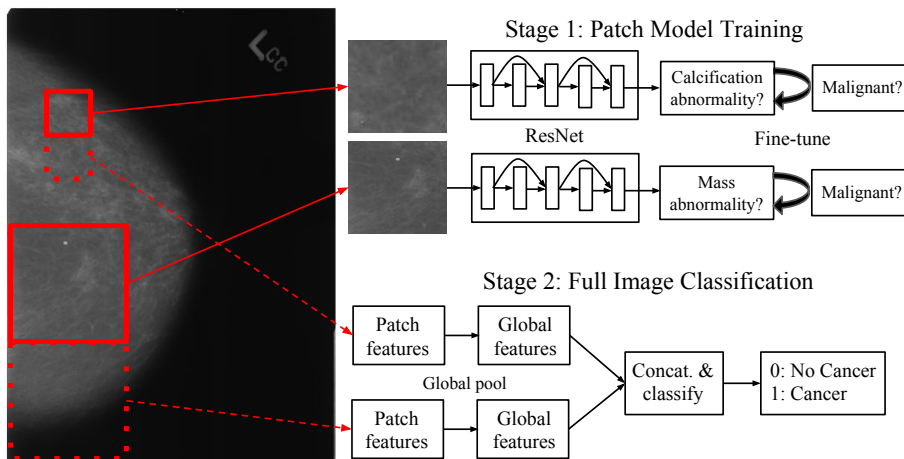 LCC
Stage 1: Patch Model Training
Calcification
abnormality?
Malignant?
ResNet
Fine-tune
Mass
abnormality?
Malignant?
Stage 2: Full Image Classification
Patch
features
Global
features
Concat. &
classify
0: No Cancer
1: Cancer
Global pool
Patch
features
Global
features